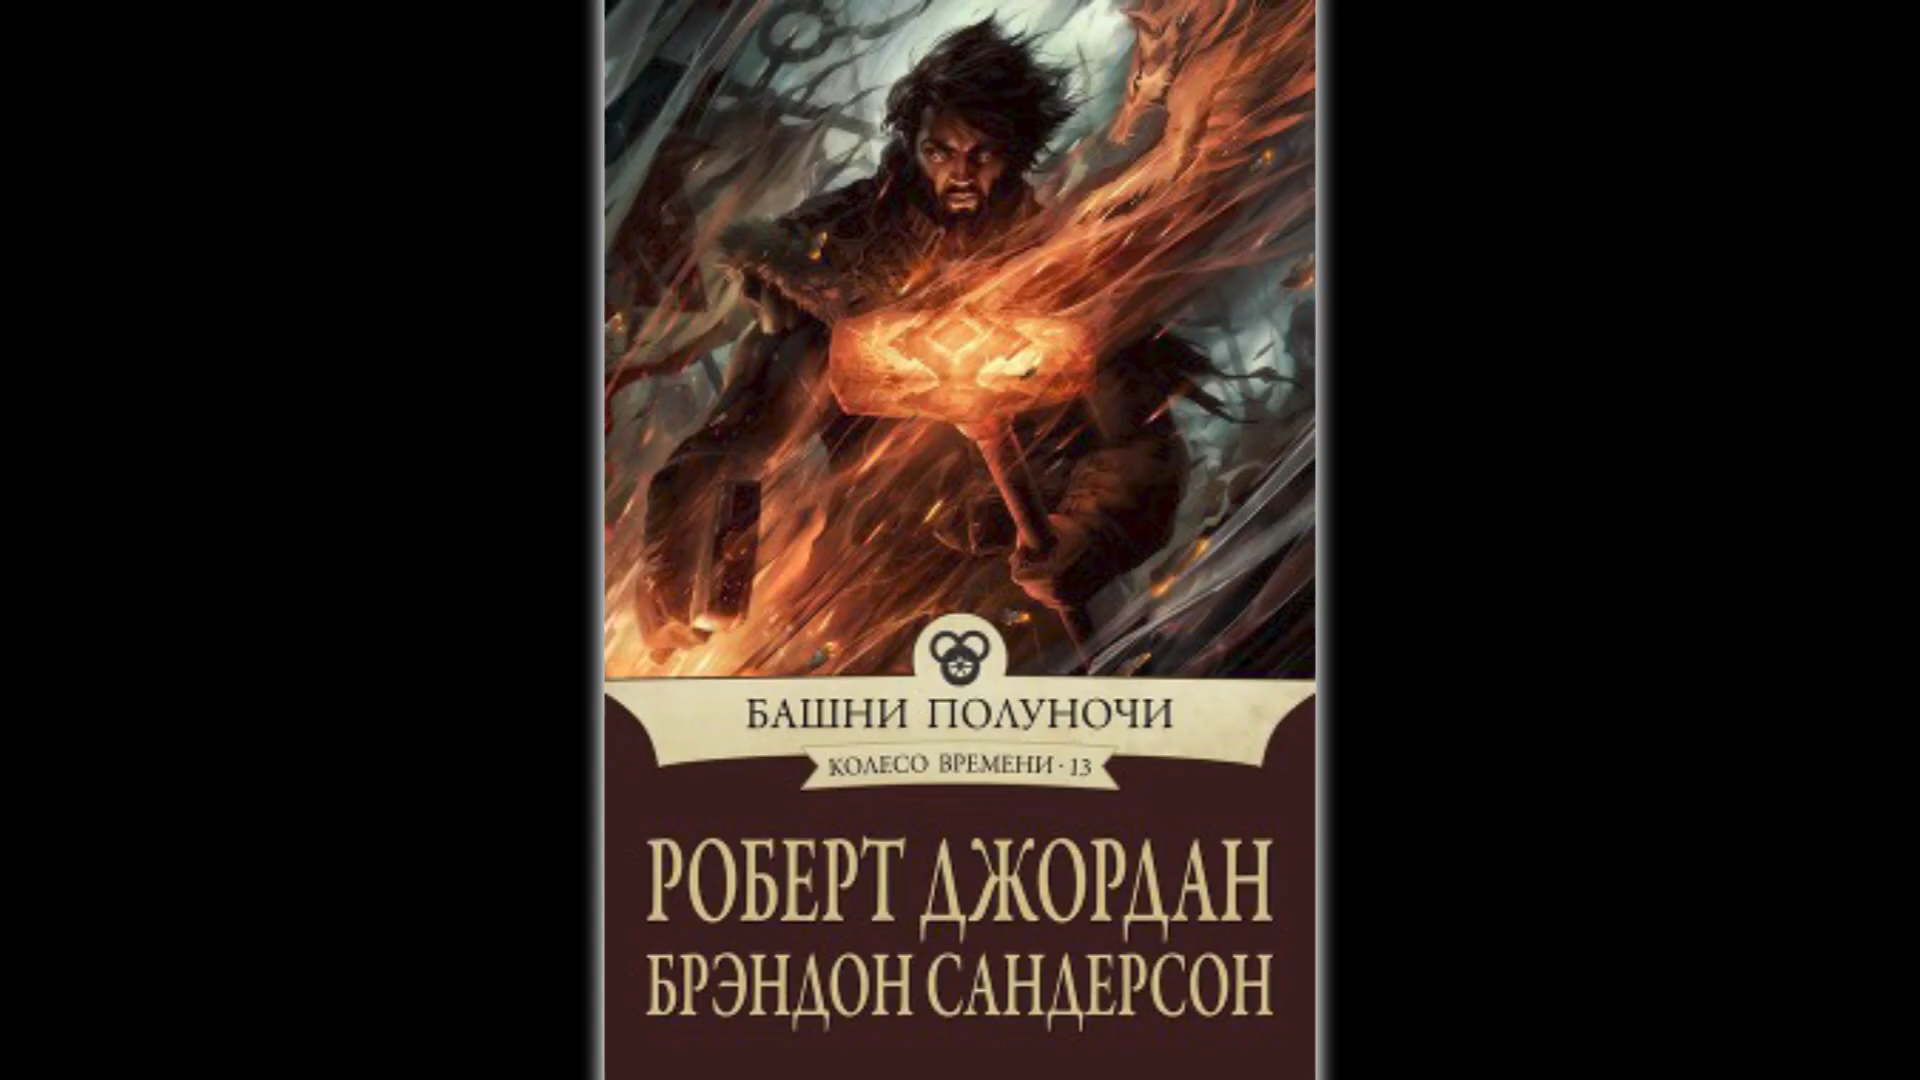 БАШНИ ПОЛУНОЧИ
КОЛЕСО ВРЕМЕНИ · 13
РОБЕРТ ДЖОРДАН
БРЭНДОН САНДЕРСОН